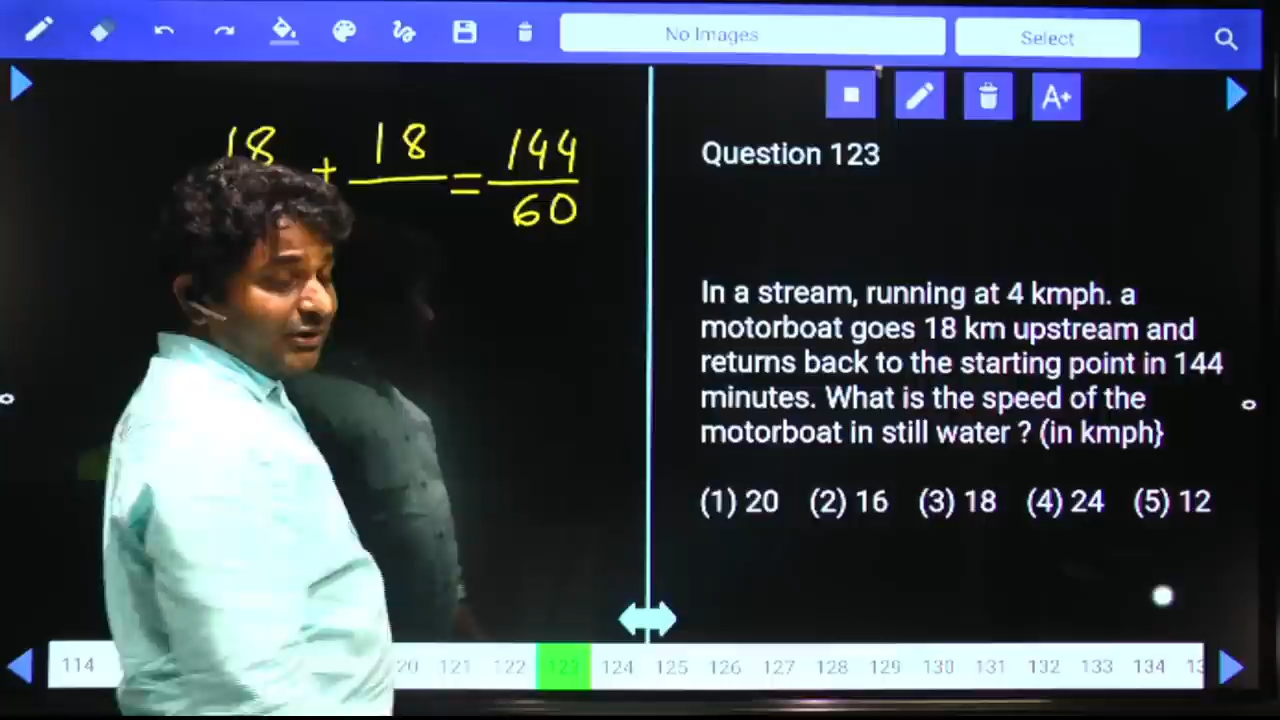 No Images Select
A+
18 + 18 = 144
60
Question 123
In a stream, running at 4 kmph. a
motorboat goes 18 km upstream and
returns back to the starting point in 144
minutes. What is the speed of the
motorboat in still water ? (in kmph}
(1) 20 (2) 16 (3) 18 (4) 24 (5) 12
114 20 121 122 123 124 125 126 127 128 129 130 131 132 133 134 13